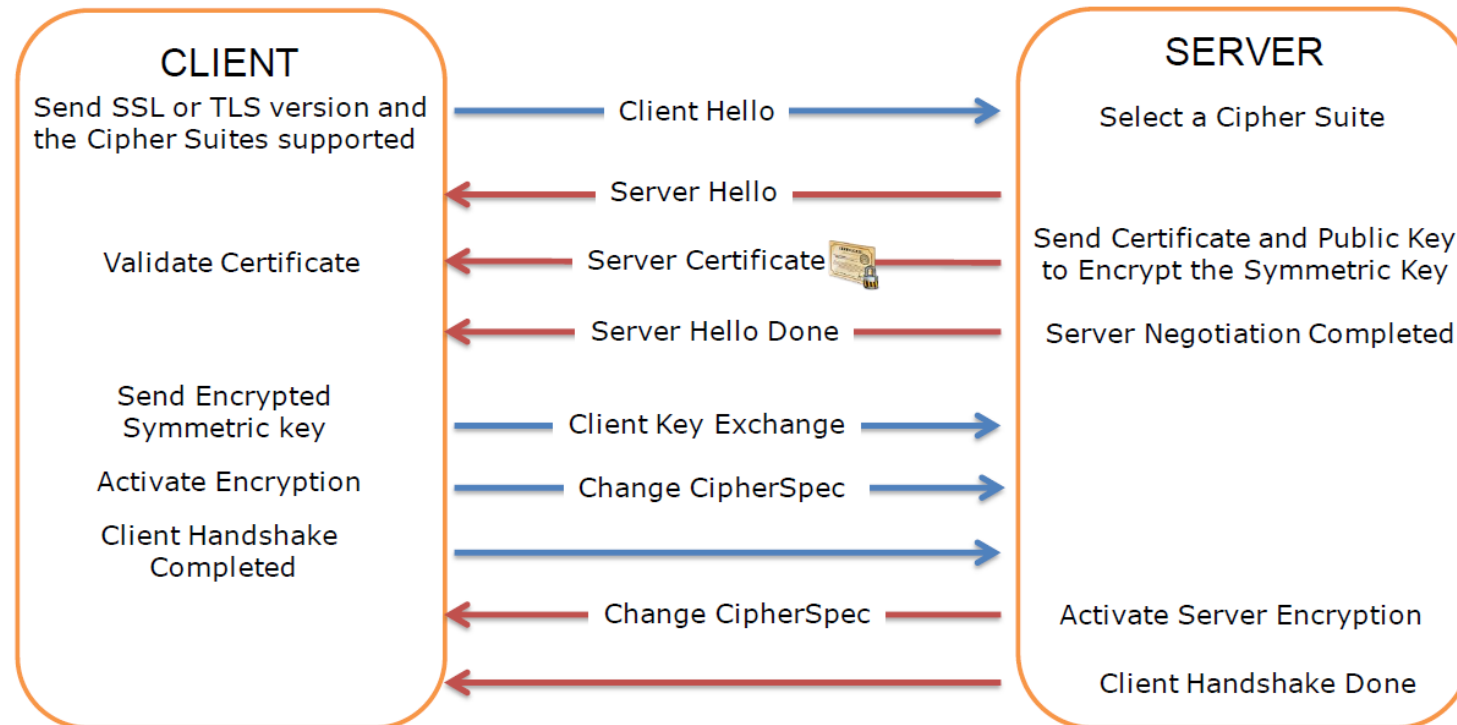 CLIENT
SERVER
Send SSL or TLS version and
the Cipher Suites supported
Client Hello
Select a Cipher Suite
Server Hello
Validate Certificate
Server Certificate
Send Certificate and Public Key
to Encrypt the Symmetric Key
Server Hello Done
Server Negotiation Completed
Send Encrypted
Symmetric key
Client Key Exchange
Activate Encryption
Change CipherSpec
Client Handshake
Completed
Change CipherSpec
Activate Server Encryption
Client Handshake Done